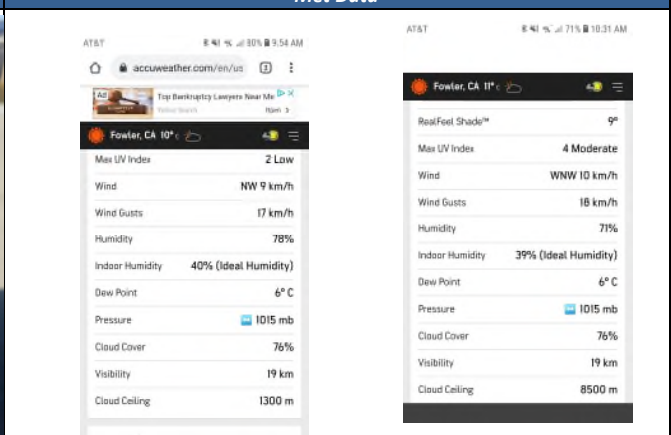 Met Data
AT&T 80% 9:54 AM
accuweather.com/en/us
Ad
Top Bankruptcy Lawyers Near Me
Fowler, CA 10° c
Max UV Index 2 Low
Wind NW 9 km/h
Wind Gusts 17 km/h
Humidity 78%
Indoor Humidity 40% (Ideal Humidity)
Dew Point 6° C
Pressure 1015 mb
Cloud Cover 76%
Visibility 19 km
Cloud Ceiling 1300 m
AT&T 71% 10:31 AM
Fowler, CA 11° c
RealFeel Shade™ 9°
Max UV Index 4 Moderate
Wind WNW 10 km/h
Wind Gusts 18 km/h
Humidity 71%
Indoor Humidity 39% (Ideal Humidity)
Dew Point 6° C
Pressure 1015 mb
Cloud Cover 76%
Visibility 19 km
Cloud Ceiling 8500 m